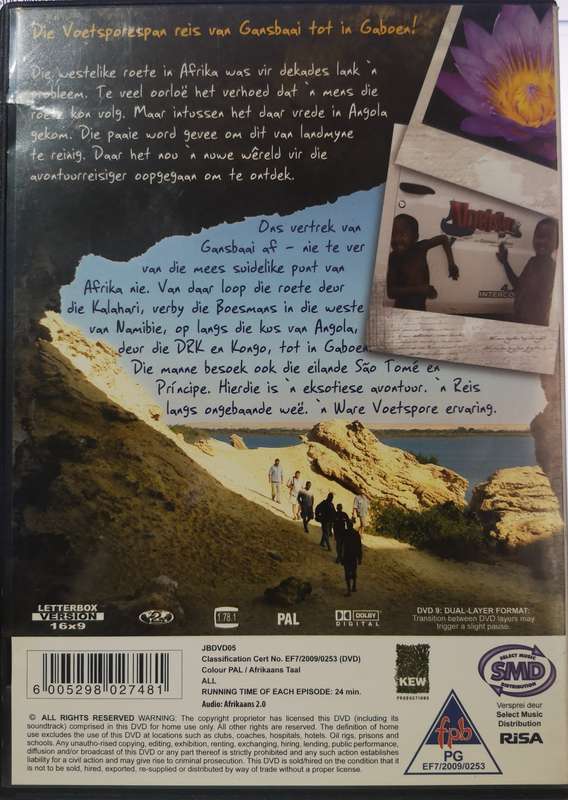 Die Voetsporespan reis van Gansbaai tot in Gaboen!
Die westelike roete in Afrika was vir dekades lank `n
probleem. Te veel oorloë het verhoed dat `n mens die
roete kon volg. Maar intussen het daar vrede in Angola
gekom. Die paaie word gevee om dit van landmyne
te reinig. Daar het nou `n nuwe wêreld vir die
avontuurreisiger oopgegaan om te ontdek.
Ons vertrek van
Gansbaai af – nie te ver
van die mees suidelike punt van
Afrika nie. Van daar loop die roete deur
die Kalahari, verby die Boesmans in die weste
van Namibie, op langs die kus van Angola,
deur die DRK en Kongo, tot in Gaboen.
Die manne besoek ook die eilande São Tomé en
Príncipe. Hierdie is `n eksotiese avontuur. `n Reis
langs ongebaande weë. `n Ware Voetspore ervaring.
INTERCO
LETTERBOX
VERSION
16x9
2
1.78.1
PAL
DOLBY
DIGITAL
DVD 9: DUAL-LAYER FORMAT:
Transition between DVD layers may
trigger a slight pause.
6 005298 027481
JBDVD05
Classification Cert No. EF7/2009/0253 (DVD)
Colour PAL / Afrikaans Taal
ALL
RUNNING TIME OF EACH EPISODE: 24 min.
Audio: Afrikaans 2.0
KEW
PRODUCTIONS
SELECT MUSIC
SMD
DISTRIBUTION
Versprei deur
Select Music
Distribution
RiSA
fpb
PG
EF7/2009/0253
© ALL RIGHTS RESERVED WARNING: The copyright proprietor has licensed this DVD (including its
soundtrack) comprised in this DVD for home use only. All other rights are reserved. The definition of home
use excludes the use of this DVD at locations such as clubs, coaches, hospitals, hotels. Oil rigs, prisons and
schools. Any unauthorised copying, editing, exhibition, renting, exchanging, hiring, lending, public performance,
diffusion and/or broadcast of this DVD or any part thereof is strictly prohibited and any such action establishes
liability for a civil action and may give rise to criminal prosecution. This DVD is sold/hired on the condition that it
is not to be sold, hired, exported, re-supplied or distributed by way of trade without a proper license.